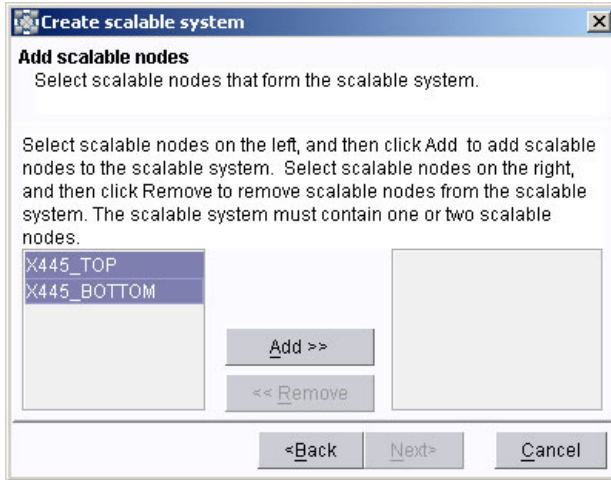 Create scalable system
Add scalable nodes
Select scalable nodes that form the scalable system.
Select scalable nodes on the left, and then click Add to add scalable
nodes to the scalable system. Select scalable nodes on the right,
and then click Remove to remove scalable nodes from the scalable
system. The scalable system must contain one or two scalable
nodes.
X445_TOP
X445_BOTTOM
Add >>
<< Remove
<Back
Next>
Cancel